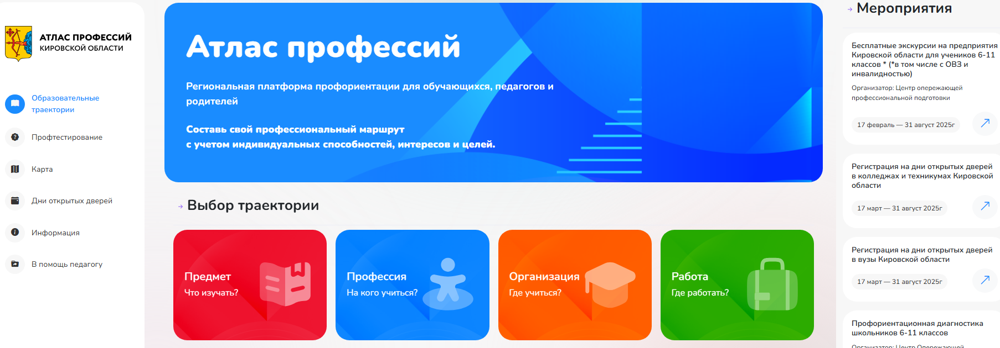 АТЛАС ПРОФЕССИЙ
КИРОВСКОЙ ОБЛАСТИ
Образовательные
траектории
Профтестирование
Карта
Дни открытых дверей
Информация
В помощь педагогу
Атлас профессий
Региональная платформа профориентации для обучающихся, педагогов и
родителей
Составь свой профессиональный маршрут
с учетом индивидуальных способностей, интересов и целей.
Выбор траектории
Предмет
Что изучать?
Профессия
На кого учиться?
Организация
Где учиться?
Работа
Где работать?
Мероприятия
Бесплатные экскурсии на предприятия
Кировской области для учеников 6-11
классов * (*в том числе с ОВЗ и
инвалидностью)
Организатор: Центр опережающей
профессиональной подготовки
17 февраль — 31 август 2025г
Регистрация на дни открытых дверей
в колледжах и техникумах Кировской
области
17 март — 31 август 2025г
Регистрация на дни открытых дверей
в вузы Кировской области
17 март — 31 август 2025г
Профориентационная диагностика
школьников 6-11 классов
Организатор: Центр Опережающей